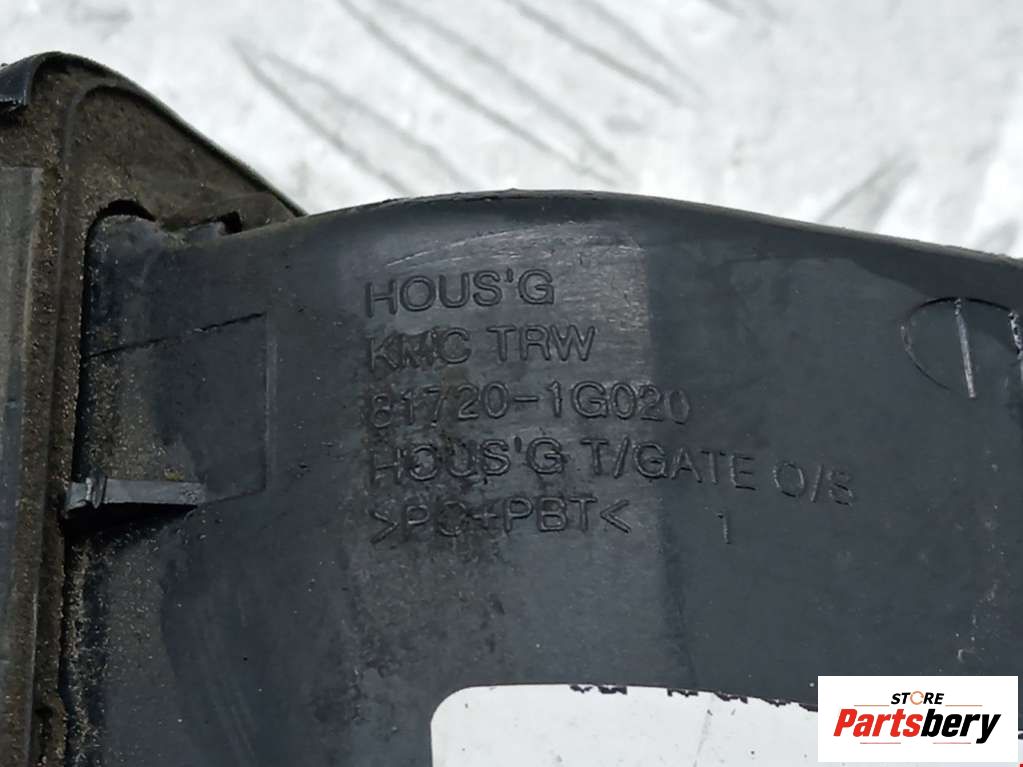 HOUS'G
KMC TRW
81720-1G020
HOUS'G T/GATE O/S
>PC+PBT< 1
STORE
Partsbery